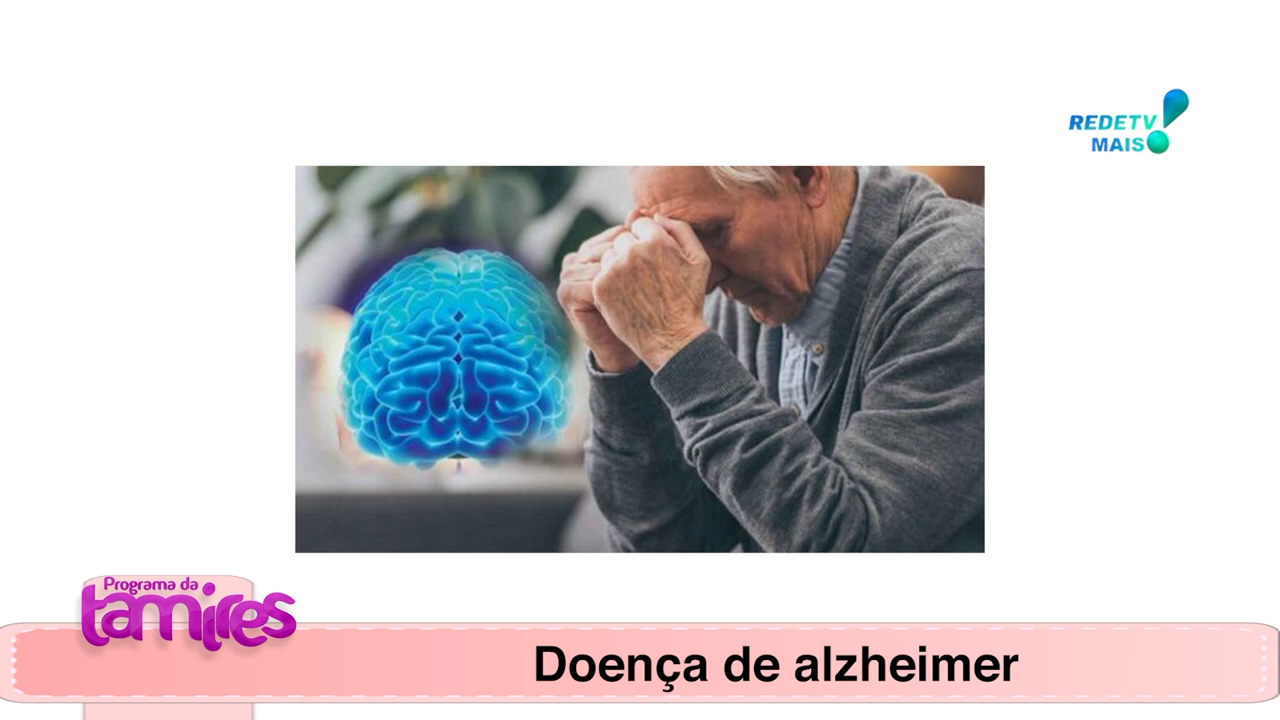 REDETV
MAIS
Programa da
tamires
Doença de alzheimer